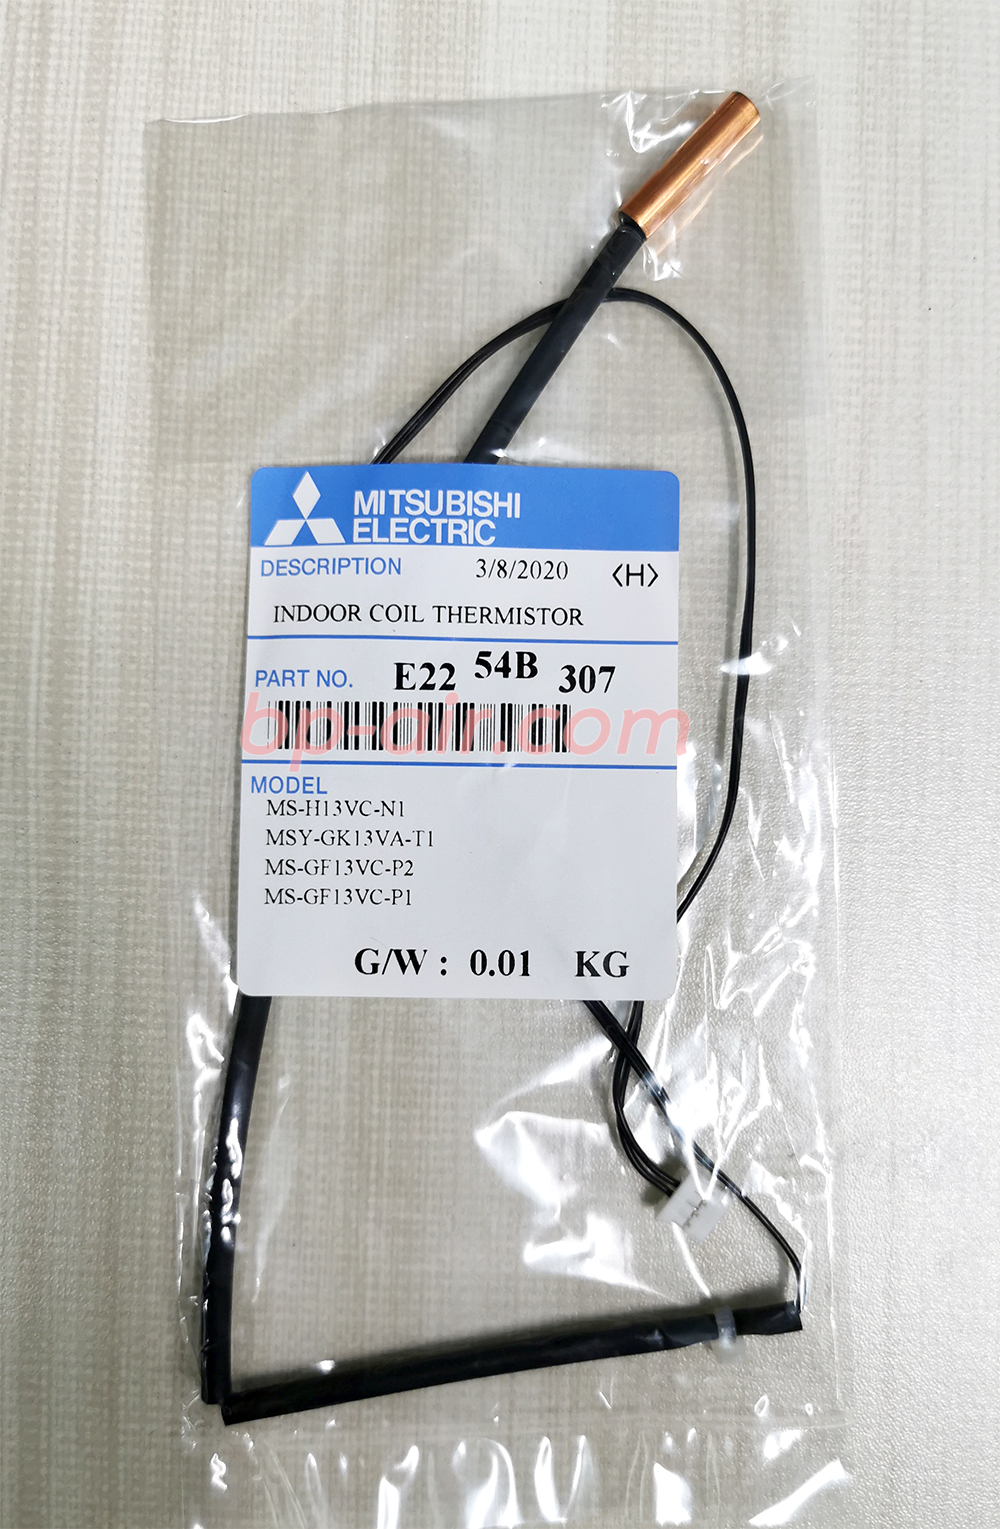 MITSUBISHI
ELECTRIC
DESCRIPTION 3/8/2020 <H>
INDOOR COIL THERMISTOR
PART NO. E22 54B 307
bp-air.com
MODEL
MS-H13VC-N1
MSY-GK13VA-T1
MS-GF13VC-P2
MS-GF13VC-P1
G/W : 0.01 KG